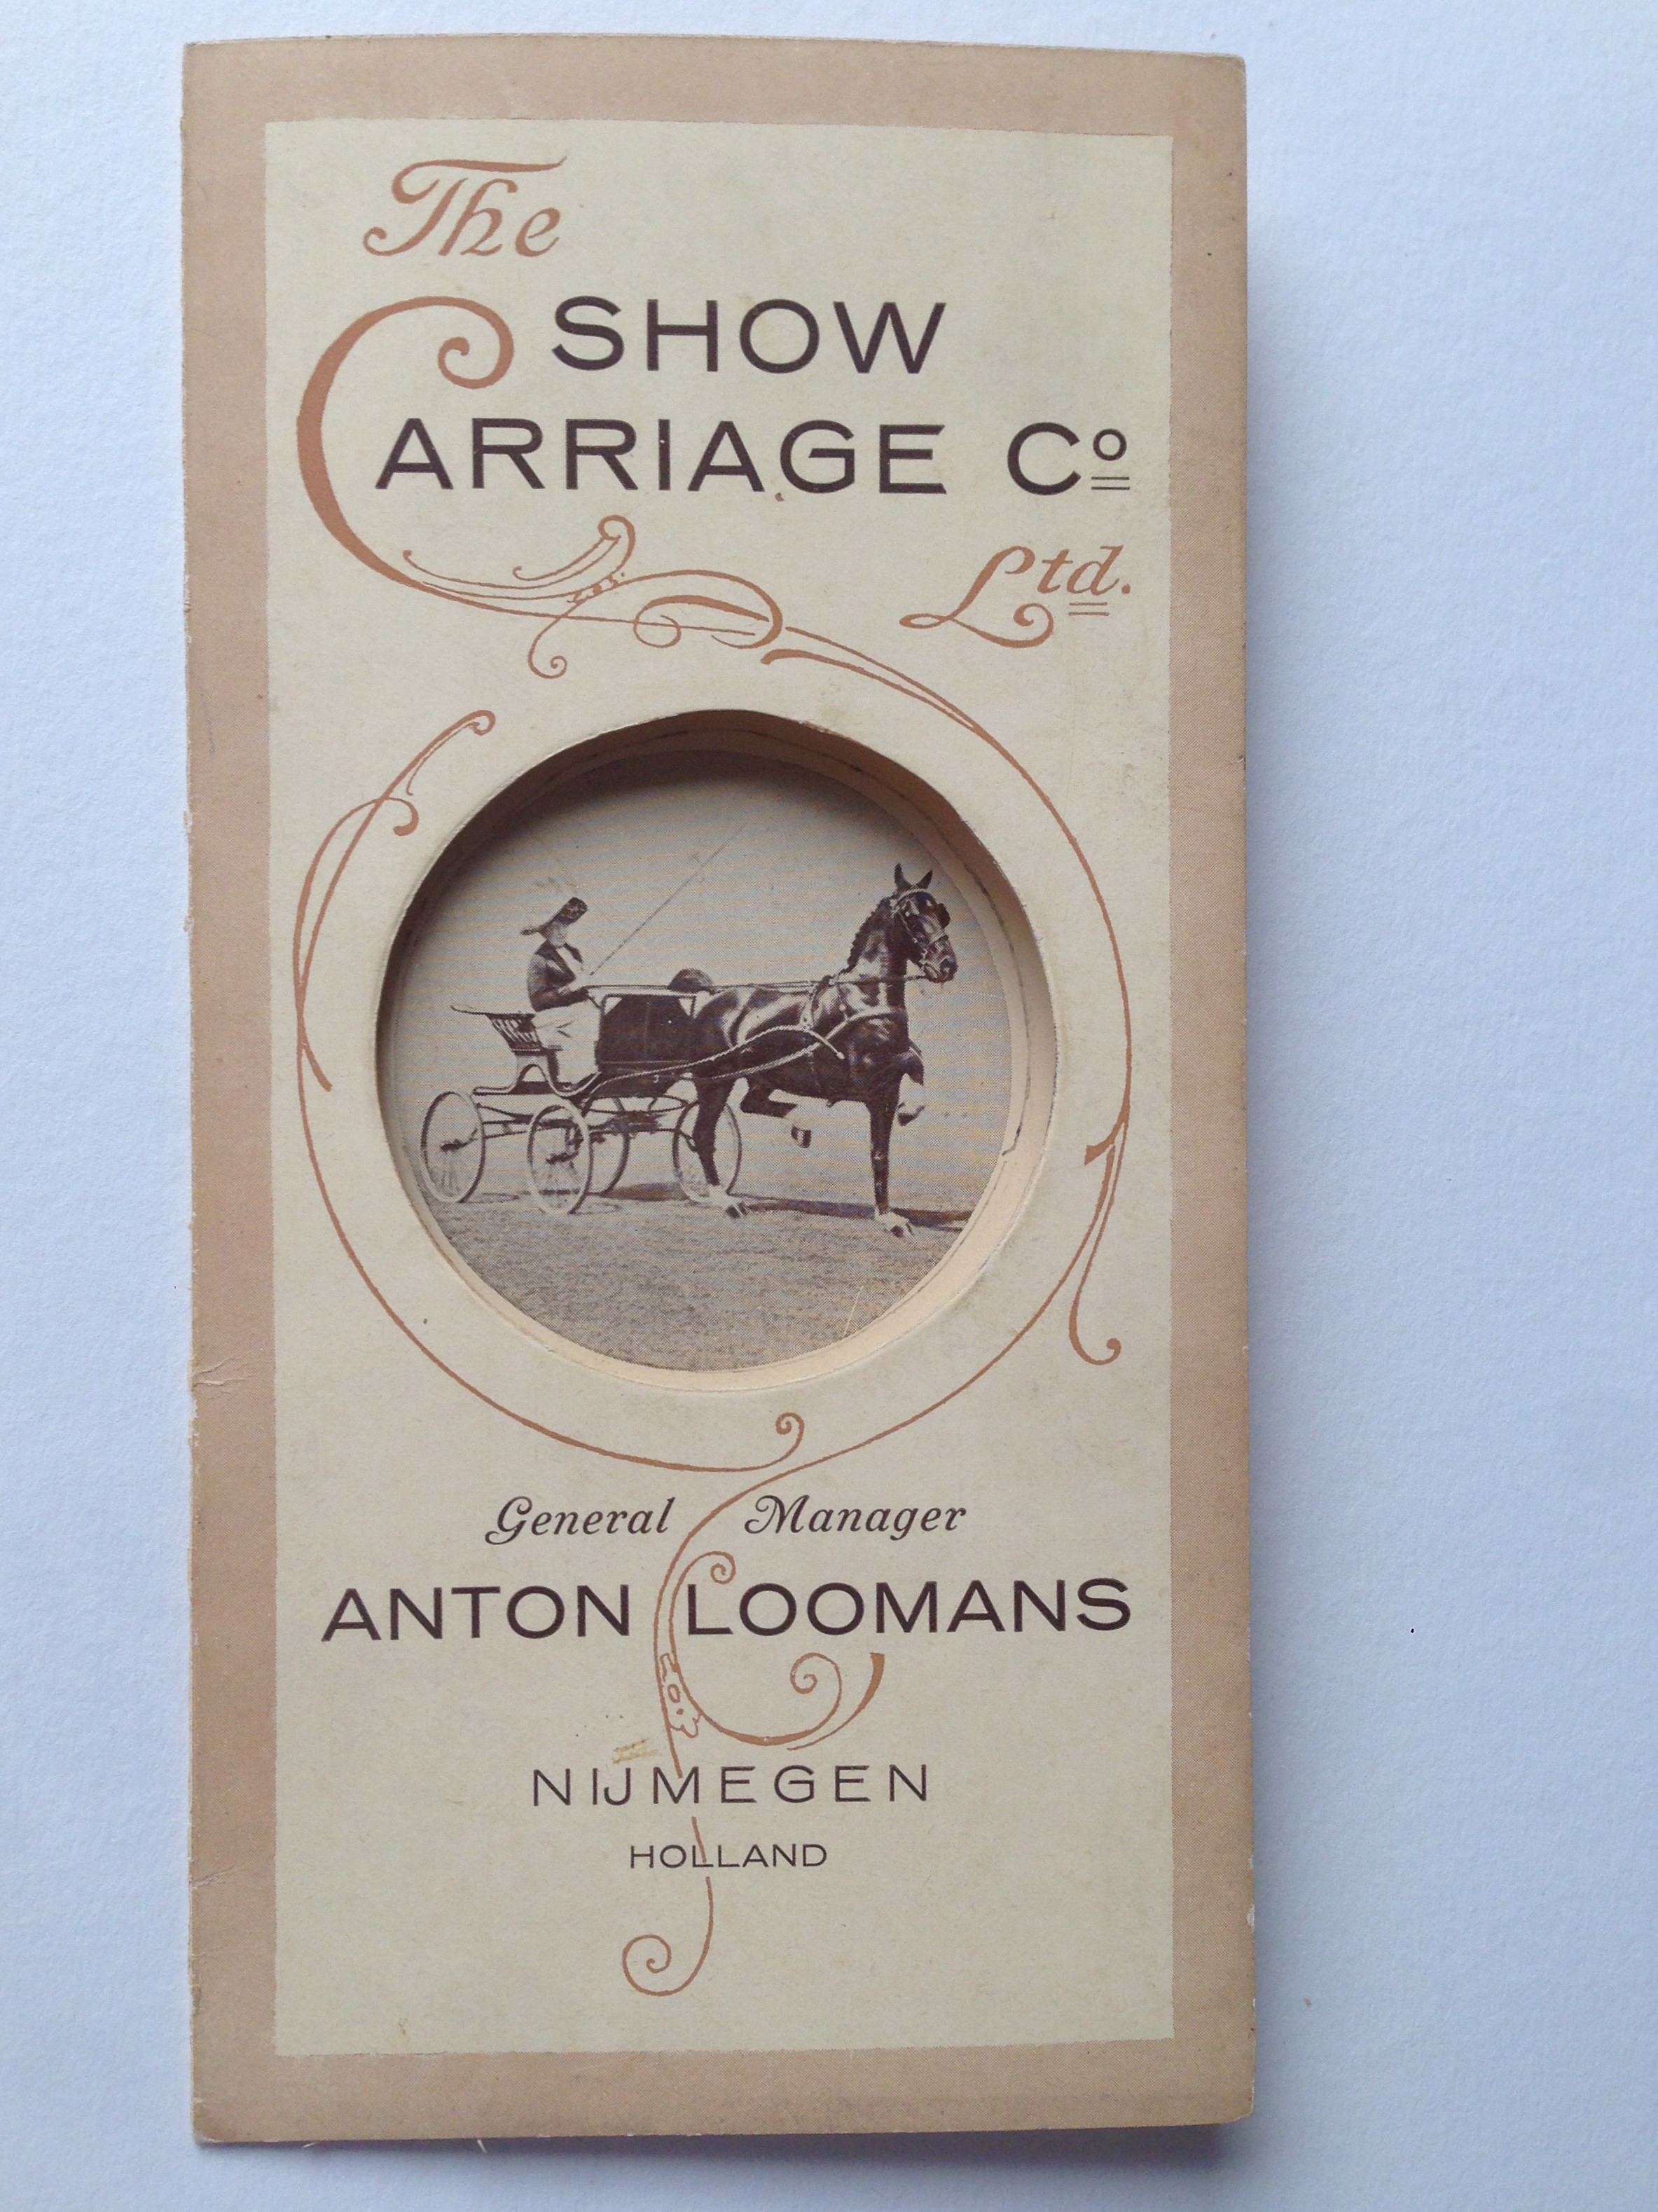 The
SHOW
CARRIAGE Cº
Ltd.
General Manager
ANTON LOOMANS
NIJMEGEN
HOLLAND